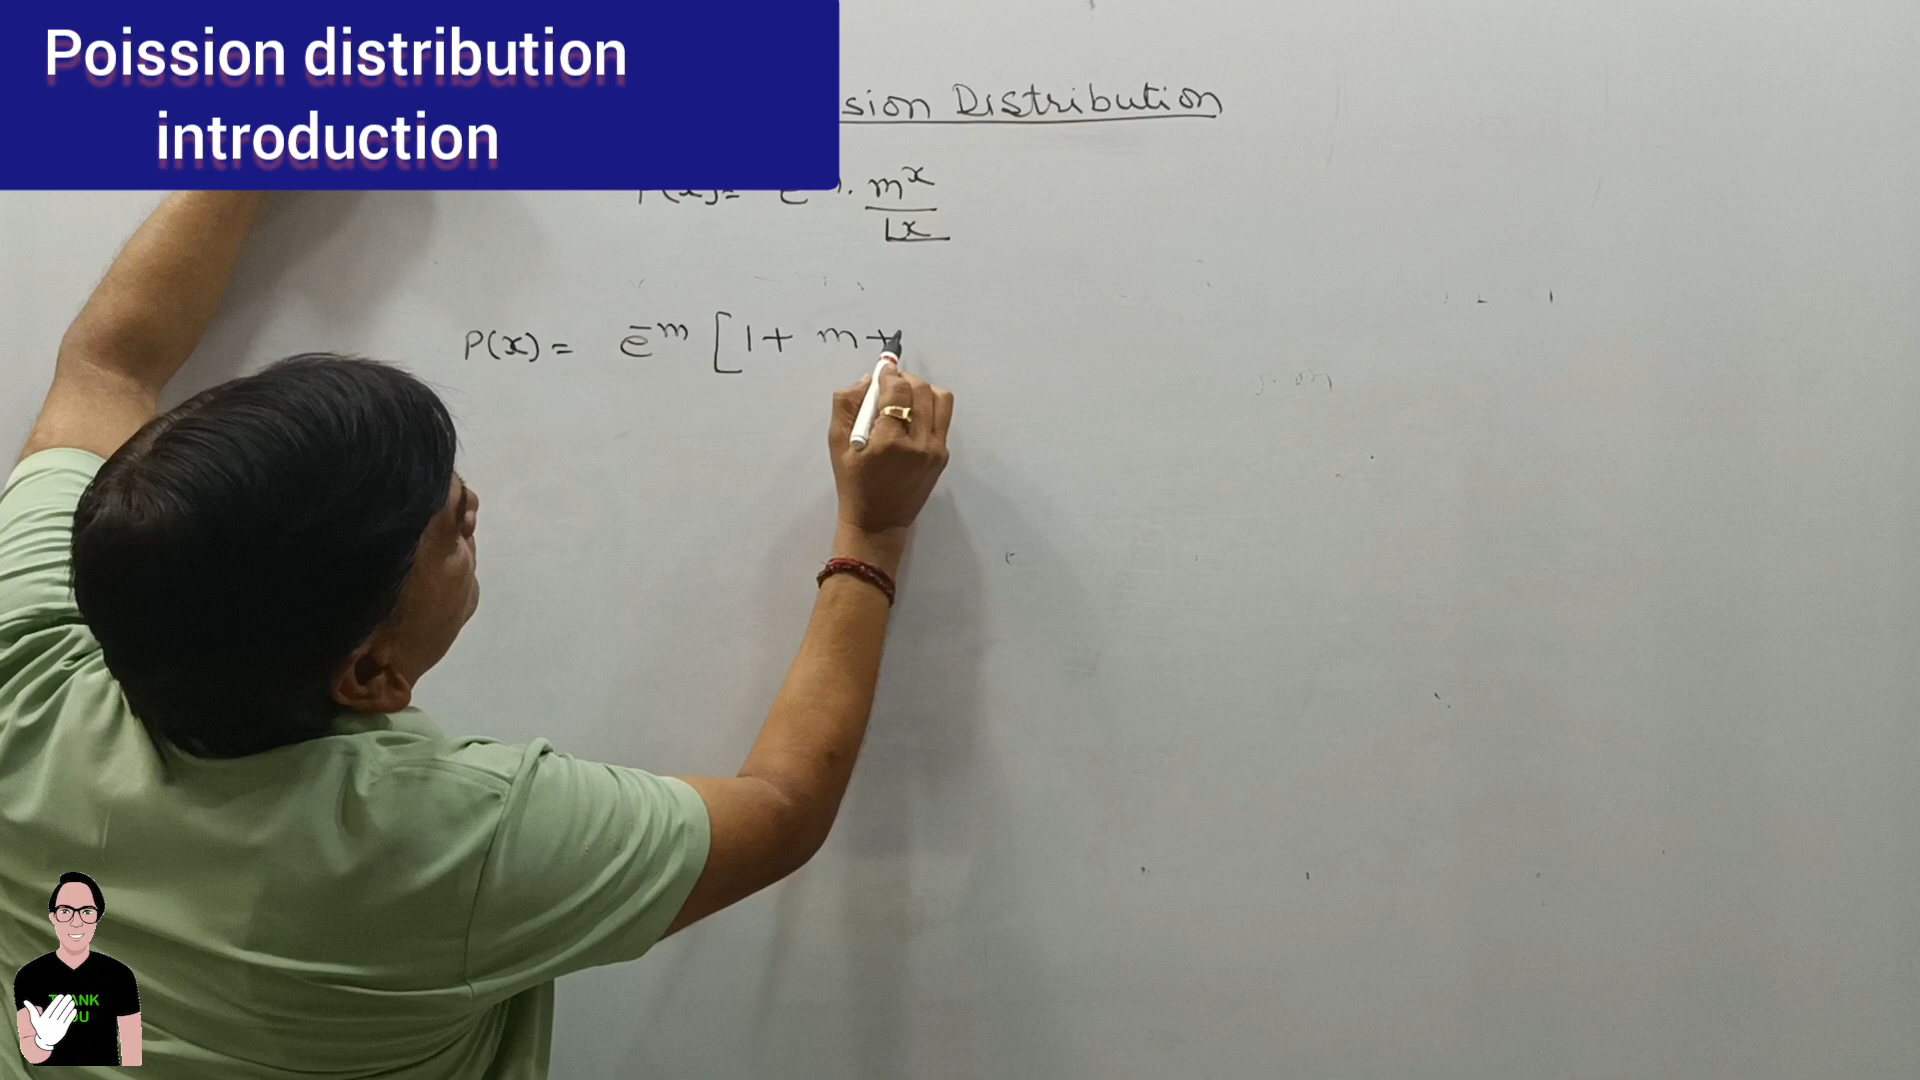 Poission distribution
introduction
sion Distribution
P(x) = e . m^x
⌊x
P(x) = e^-m [1 + m +